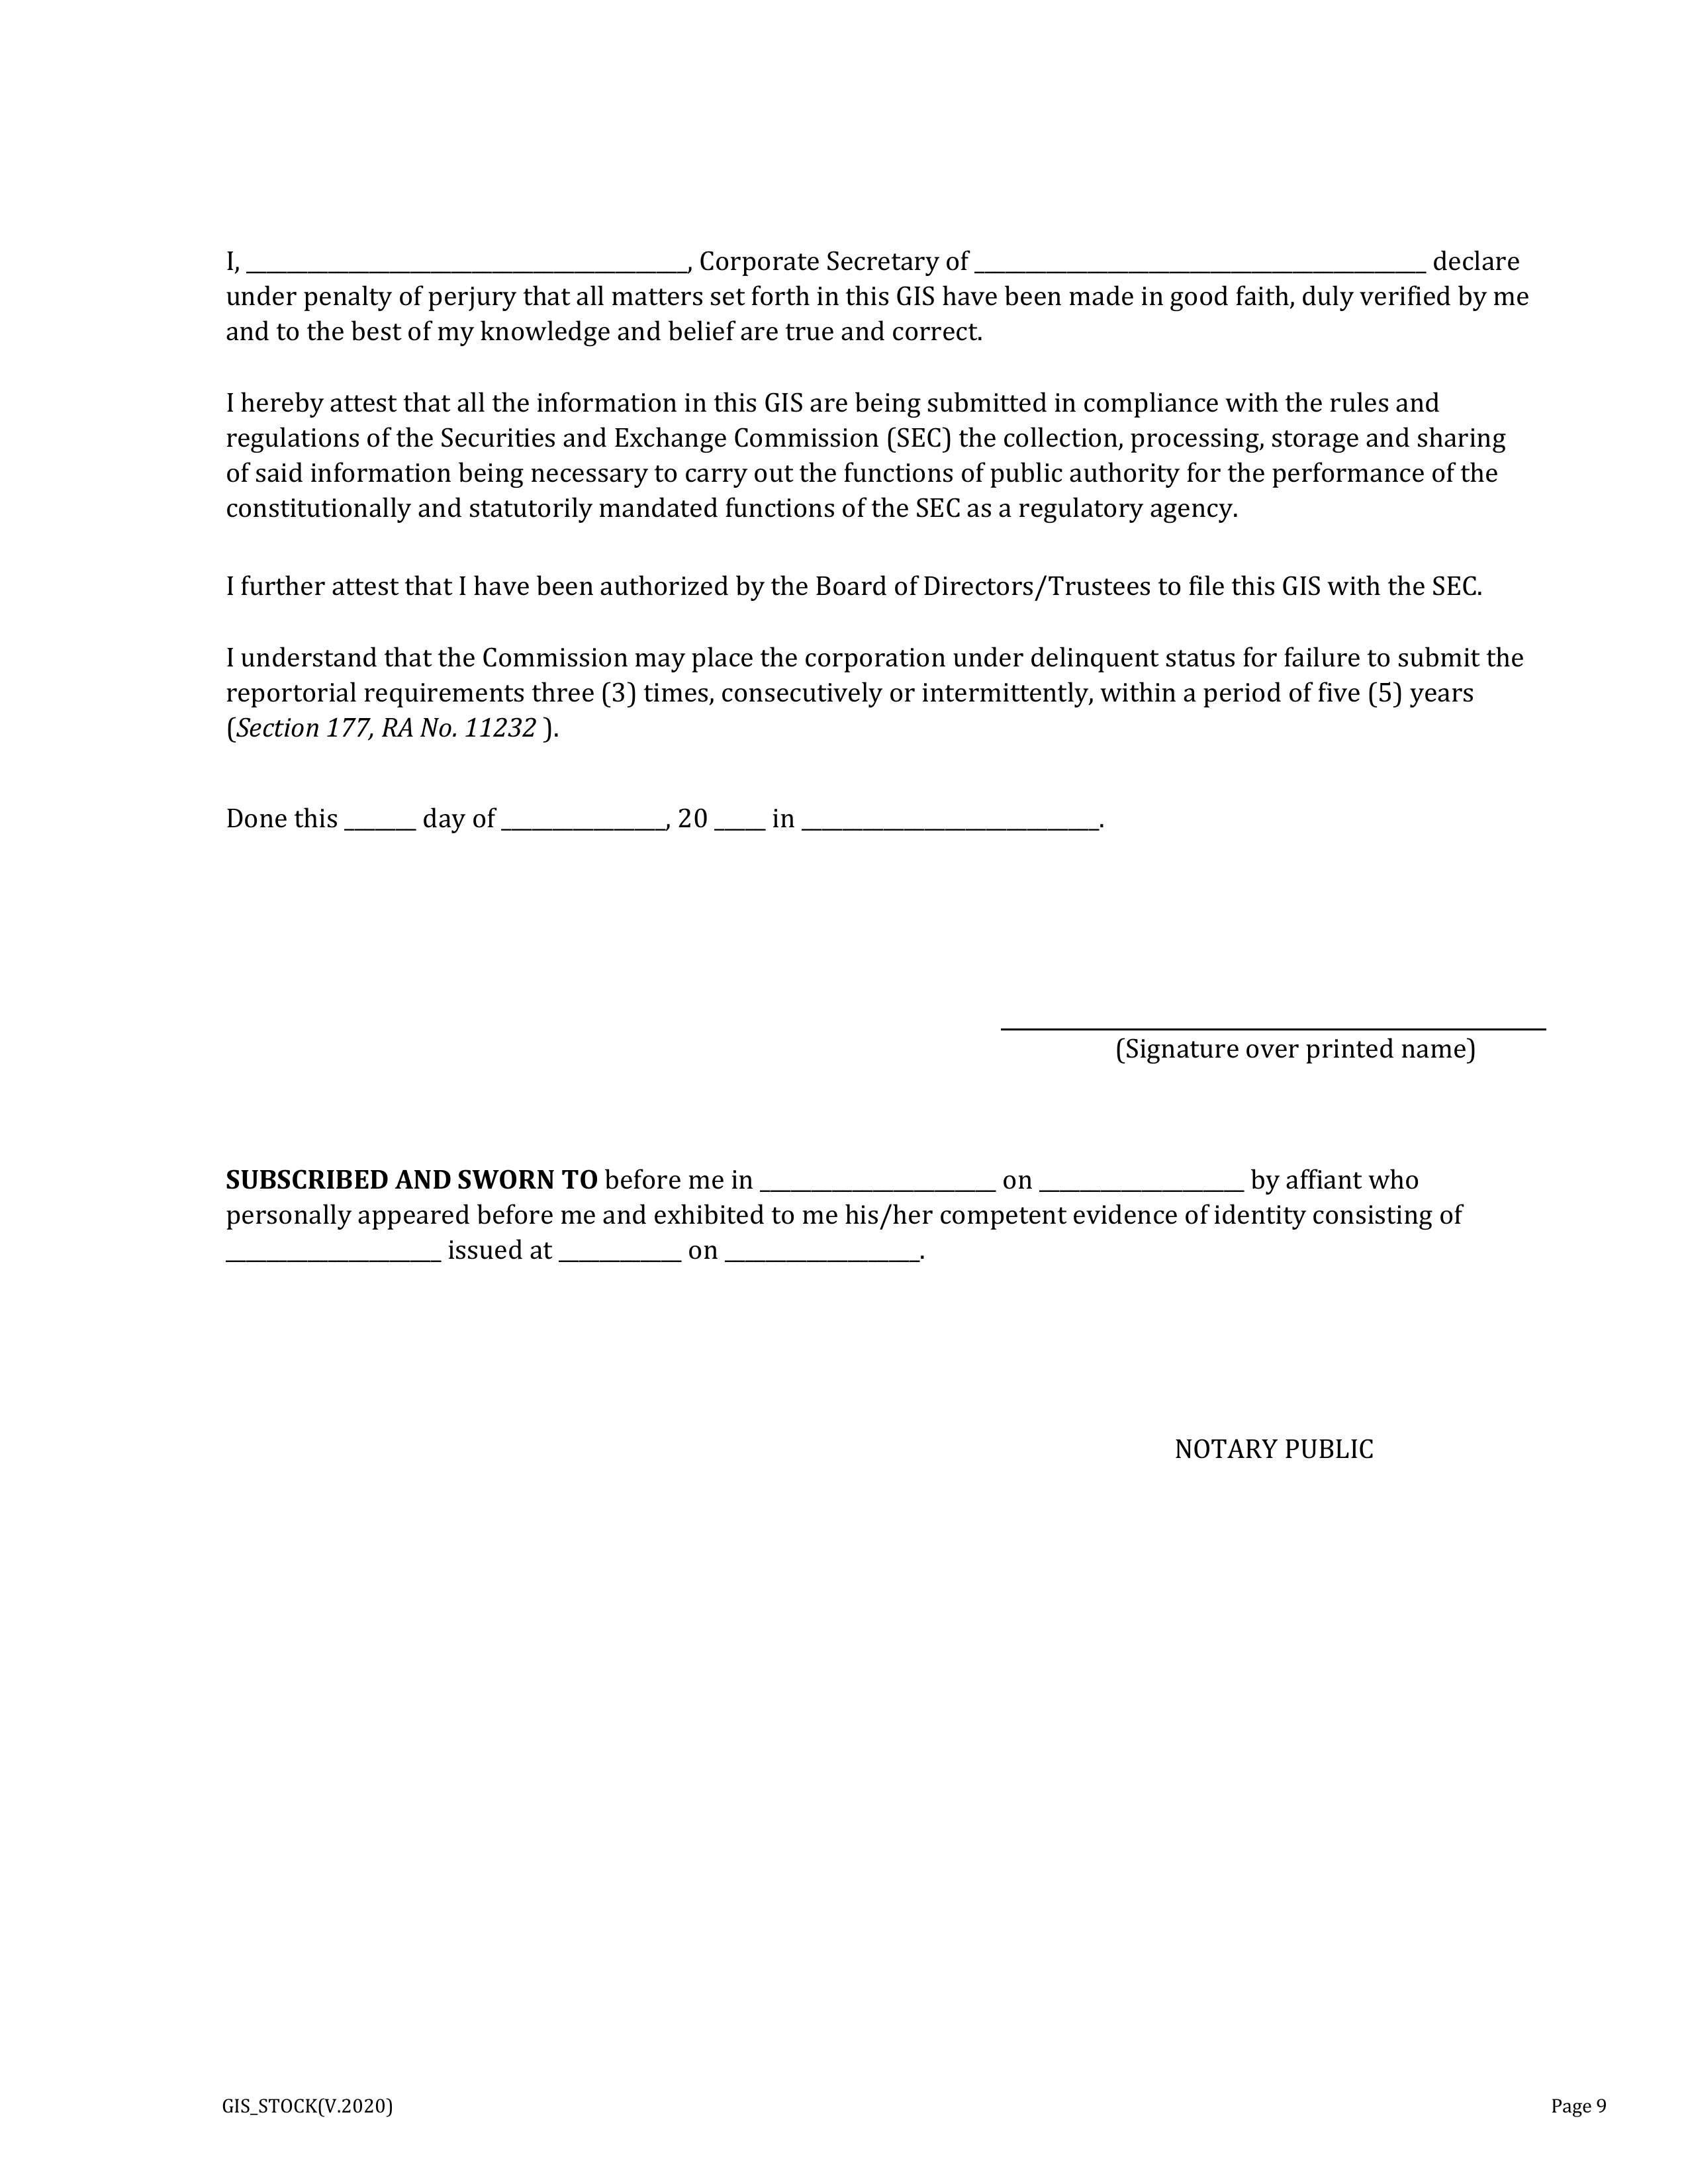 I, ___________________________________________, Corporate Secretary of ____________________________________________ declare
under penalty of perjury that all matters set forth in this GIS have been made in good faith, duly verified by me
and to the best of my knowledge and belief are true and correct.
I hereby attest that all the information in this GIS are being submitted in compliance with the rules and
regulations of the Securities and Exchange Commission (SEC) the collection, processing, storage and sharing
of said information being necessary to carry out the functions of public authority for the performance of the
constitutionally and statutorily mandated functions of the SEC as a regulatory agency.
I further attest that I have been authorized by the Board of Directors/Trustees to file this GIS with the SEC.
I understand that the Commission may place the corporation under delinquent status for failure to submit the
reportorial requirements three (3) times, consecutively or intermittently, within a period of five (5) years
(Section 177, RA No. 11232 ).
Done this _______ day of ________________, 20 _____ in _____________________________.
(Signature over printed name)
SUBSCRIBED AND SWORN TO before me in _______________________ on ____________________ by affiant who
personally appeared before me and exhibited to me his/her competent evidence of identity consisting of
_____________________ issued at ____________ on ___________________.
NOTARY PUBLIC
GIS_STOCK(V.2020) Page 9